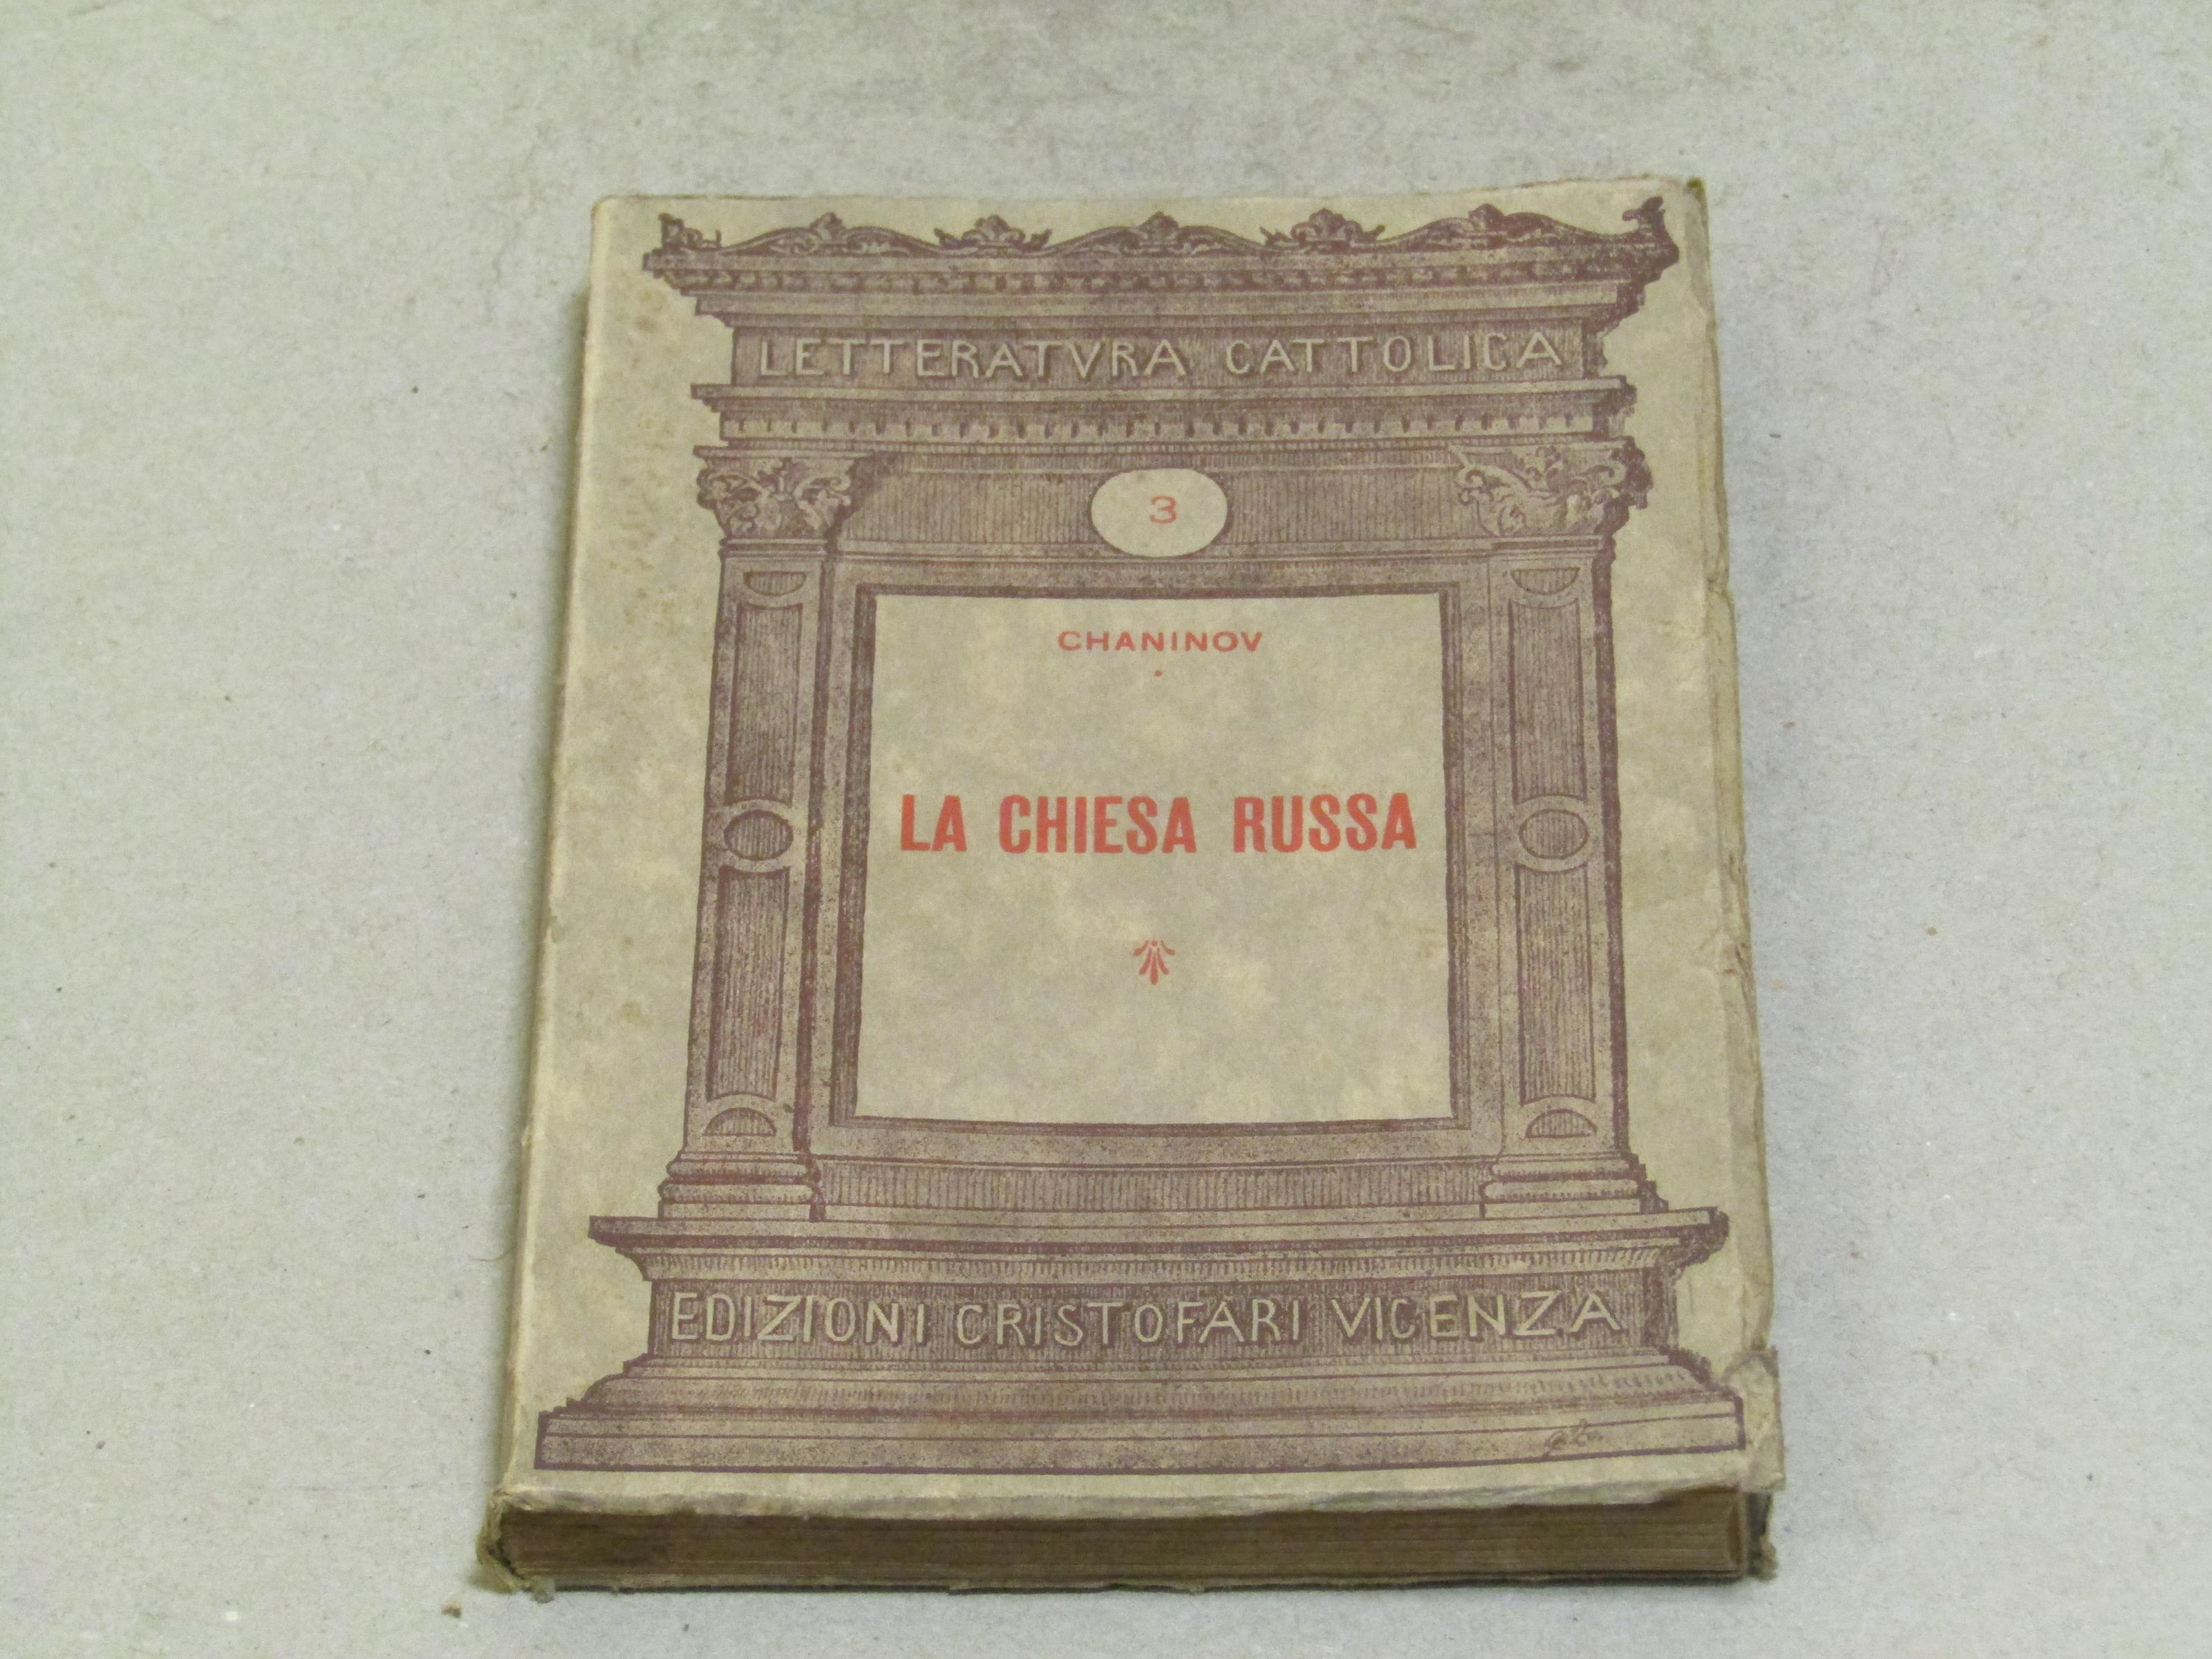 LETTERATVRA CATTOLICA
3
CHANINOV
LA CHIESA RUSSA
EDIZIONI CRISTOFARI VICENZA